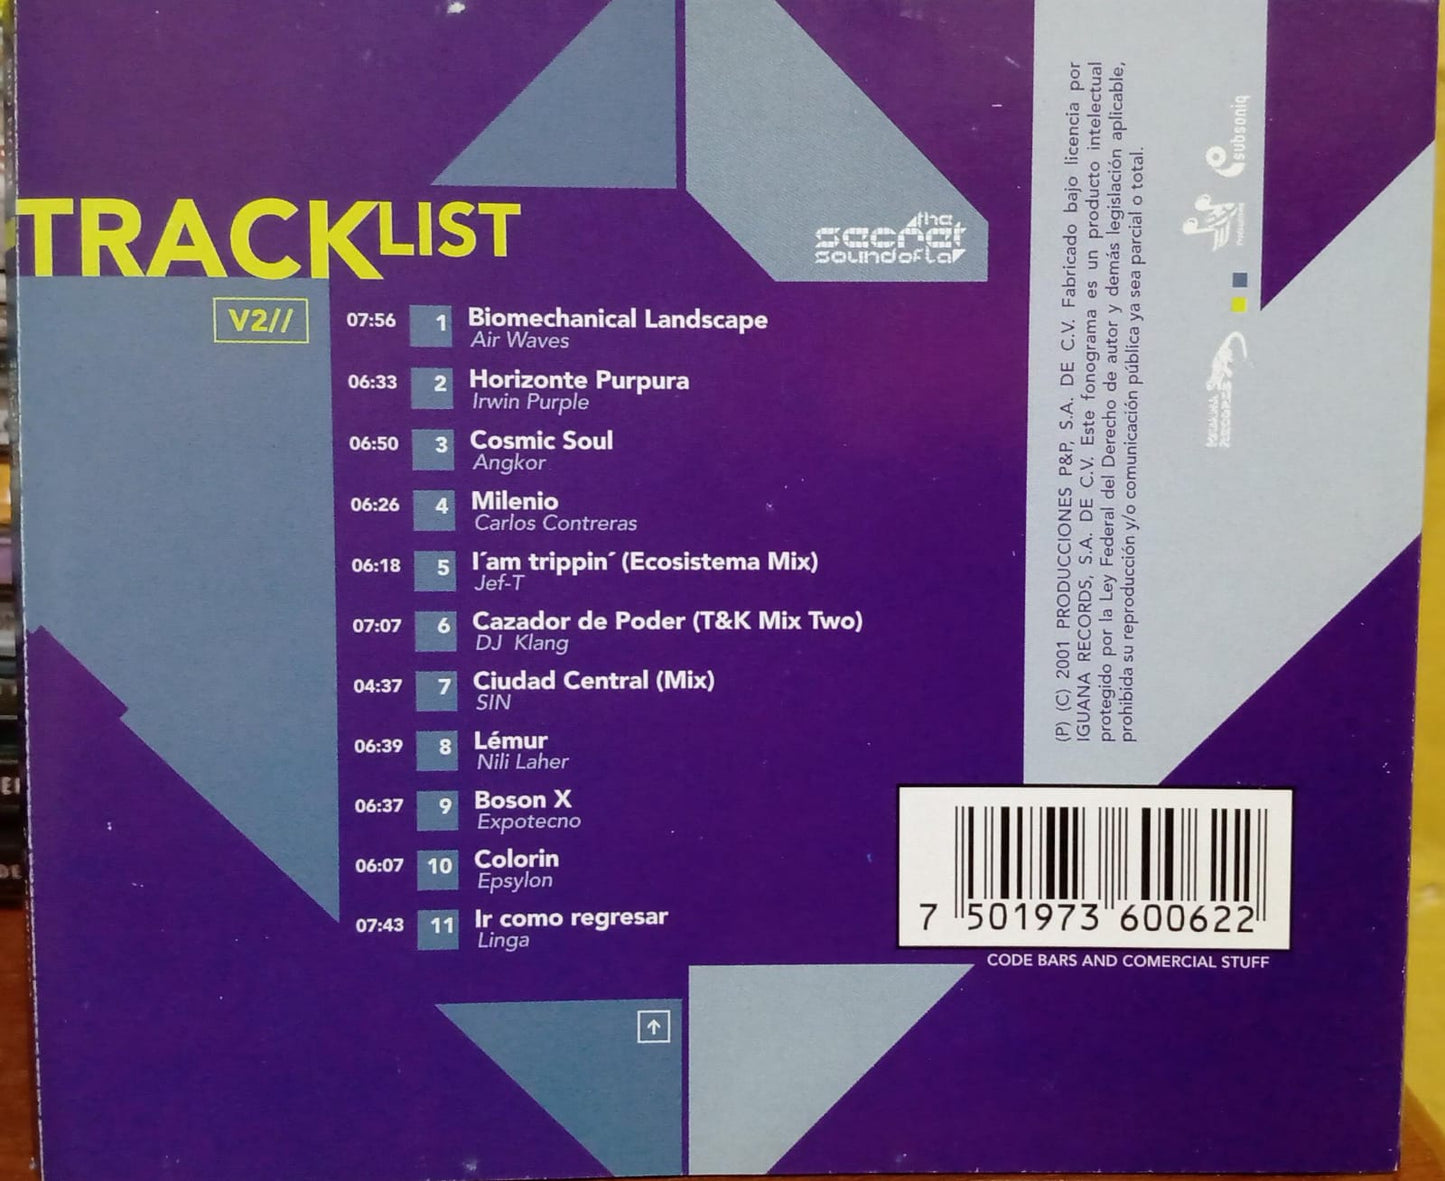 TRACKLIST
V2//
the
secret
soundofla
07:56 1 Biomechanical Landscape
Air Waves
06:33 2 Horizonte Purpura
Irwin Purple
06:50 3 Cosmic Soul
Angkor
06:26 4 Milenio
Carlos Contreras
06:18 5 I´am trippin´ (Ecosistema Mix)
Jef-T
07:07 6 Cazador de Poder (T&K Mix Two)
DJ Klang
04:37 7 Ciudad Central (Mix)
SIN
06:39 8 Lémur
Nili Laher
06:37 9 Boson X
Expotecno
06:07 10 Colorin
Epsylon
07:43 11 Ir como regresar
Linga
(P) (C) 2001 PRODUCCIONES P&P, S.A. DE C.V. Fabricado bajo licencia por
IGUANA RECORDS, S.A. DE C.V. Este fonograma es un producto intelectual
protegido por la Ley Federal del Derecho de autor y demás legislación aplicable,
prohibida su reproducción y/o comunicación pública ya sea parcial o total.
subsoniq
7 501973 600622
CODE BARS AND COMERCIAL STUFF